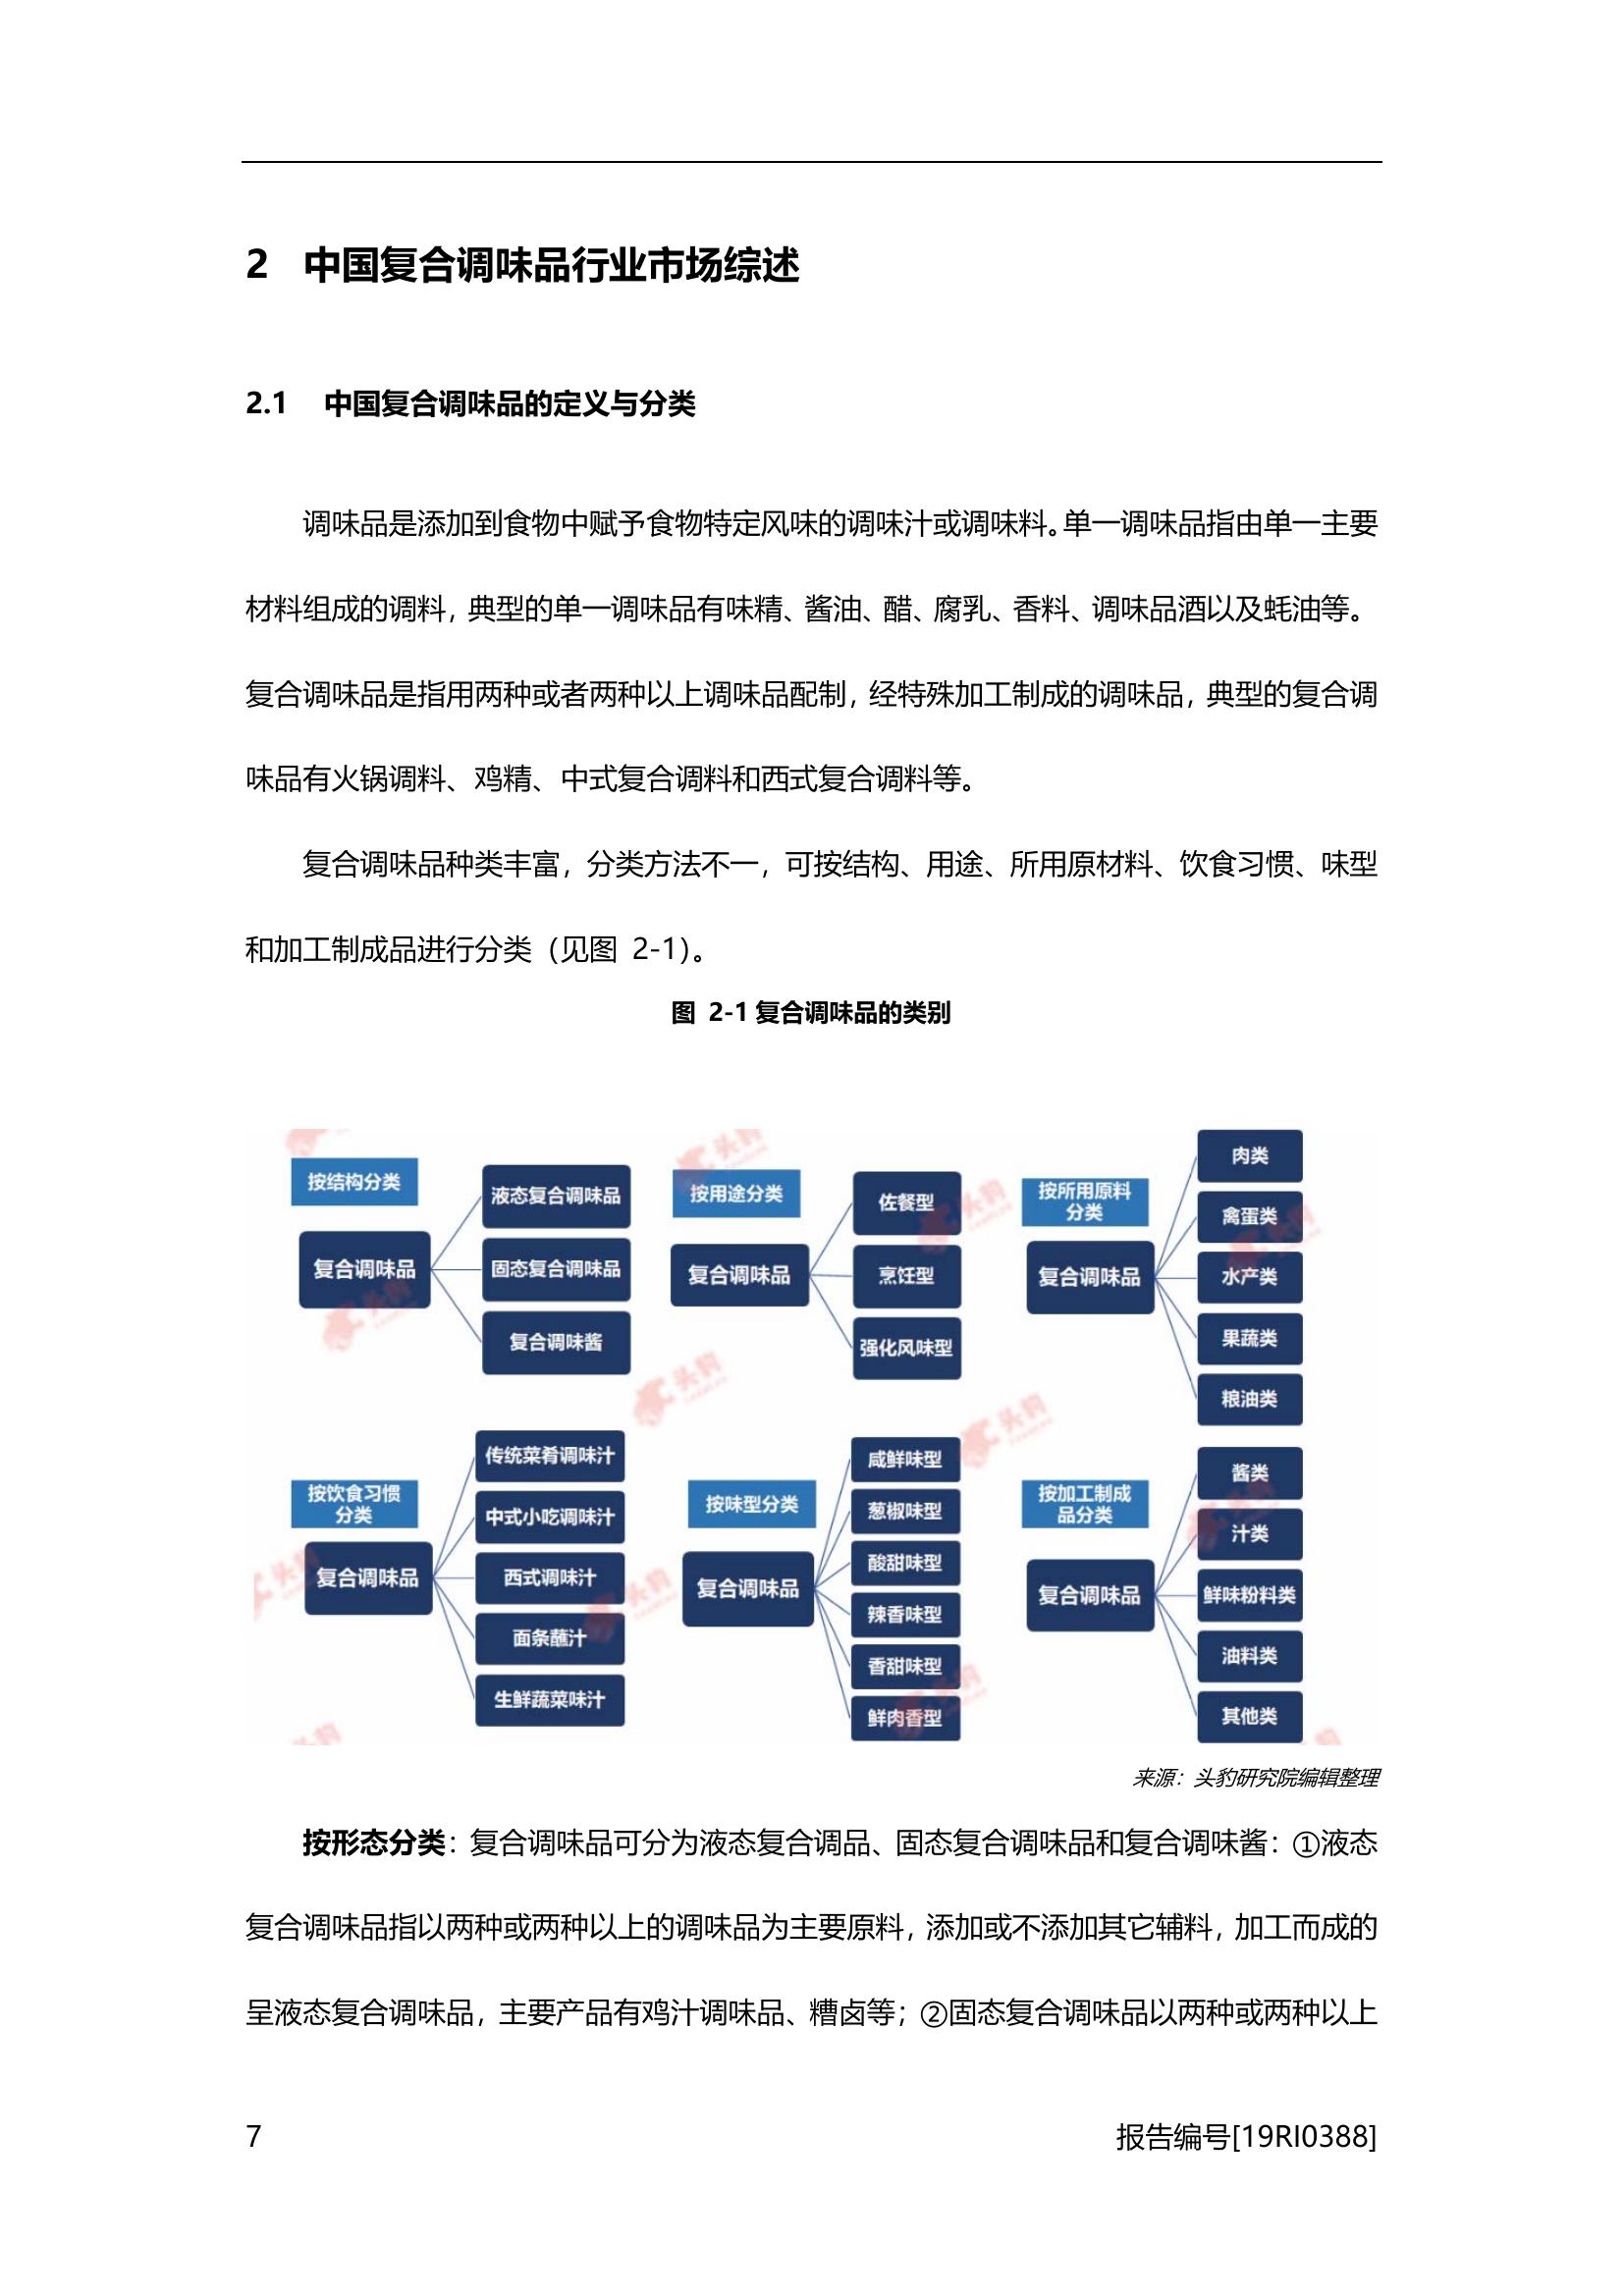 2 中国复合调味品行业市场综述
2.1 中国复合调味品的定义与分类
调味品是添加到食物中赋予食物特定风味的调味汁或调味料。单一调味品指由单一主要
材料组成的调料，典型的单一调味品有味精、酱油、醋、腐乳、香料、调味品酒以及蚝油等。
复合调味品是指用两种或者两种以上调味品配制，经特殊加工制成的调味品，典型的复合调
味品有火锅调料、鸡精、中式复合调料和西式复合调料等。
复合调味品种类丰富，分类方法不一，可按结构、用途、所用原材料、饮食习惯、味型
和加工制成品进行分类（见图 2-1）。
图 2-1 复合调味品的类别
按结构分类
复合调味品
液态复合调味品
固态复合调味品
复合调味酱
按用途分类
复合调味品
佐餐型
烹饪型
强化风味型
按所用原料
分类
复合调味品
肉类
禽蛋类
水产类
果蔬类
粮油类
按饮食习惯
分类
复合调味品
传统菜肴调味汁
中式小吃调味汁
西式调味汁
面条蘸汁
生鲜蔬菜味汁
按味型分类
复合调味品
咸鲜味型
葱椒味型
酸甜味型
辣香味型
香甜味型
鲜肉香型
按加工制成
品分类
复合调味品
酱类
汁类
鲜味粉料类
油料类
其他类
头豹
来源：头豹研究院编辑整理
按形态分类：复合调味品可分为液态复合调品、固态复合调味品和复合调味酱：①液态
复合调味品指以两种或两种以上的调味品为主要原料，添加或不添加其它辅料，加工而成的
呈液态复合调味品，主要产品有鸡汁调味品、糟卤等；②固态复合调味品以两种或两种以上
7
报告编号[19RI0388]